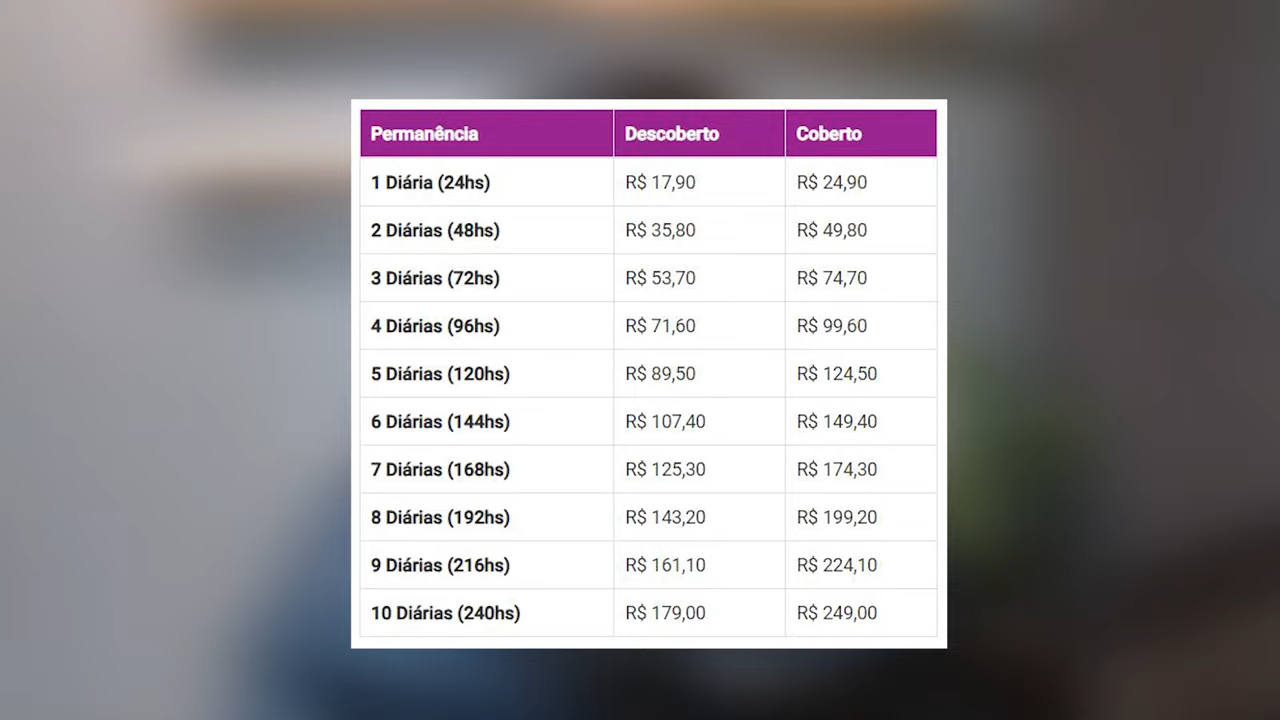 Permanência Descoberto Coberto
1 Diária (24hs) R$ 17,90 R$ 24,90
2 Diárias (48hs) R$ 35,80 R$ 49,80
3 Diárias (72hs) R$ 53,70 R$ 74,70
4 Diárias (96hs) R$ 71,60 R$ 99,60
5 Diárias (120hs) R$ 89,50 R$ 124,50
6 Diárias (144hs) R$ 107,40 R$ 149,40
7 Diárias (168hs) R$ 125,30 R$ 174,30
8 Diárias (192hs) R$ 143,20 R$ 199,20
9 Diárias (216hs) R$ 161,10 R$ 224,10
10 Diárias (240hs) R$ 179,00 R$ 249,00